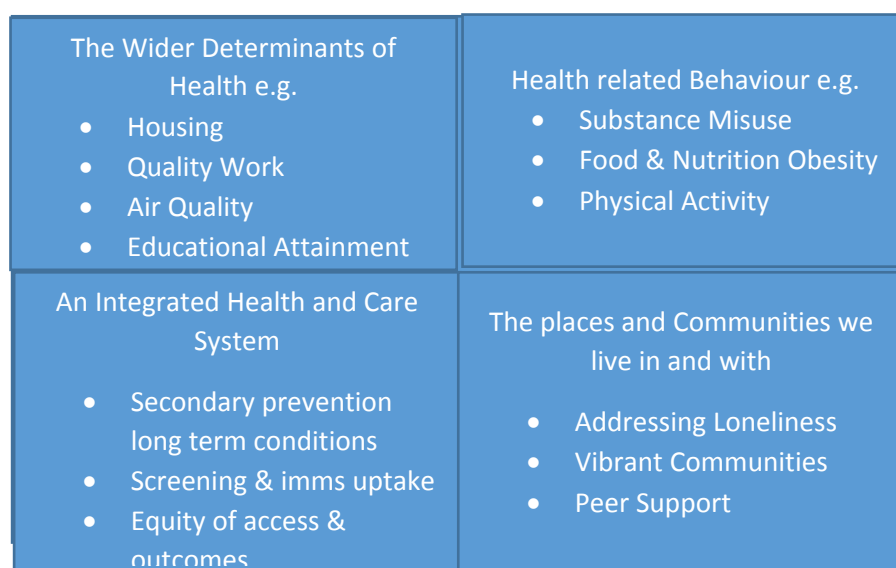 The Wider Determinants of
Health e.g.
• Housing
• Quality Work
• Air Quality
• Educational Attainment
Health related Behaviour e.g.
• Substance Misuse
• Food & Nutrition Obesity
• Physical Activity
An Integrated Health and Care
System
• Secondary prevention
long term conditions
• Screening & imms uptake
• Equity of access &
outcomes
The places and Communities we
live in and with
• Addressing Loneliness
• Vibrant Communities
• Peer Support